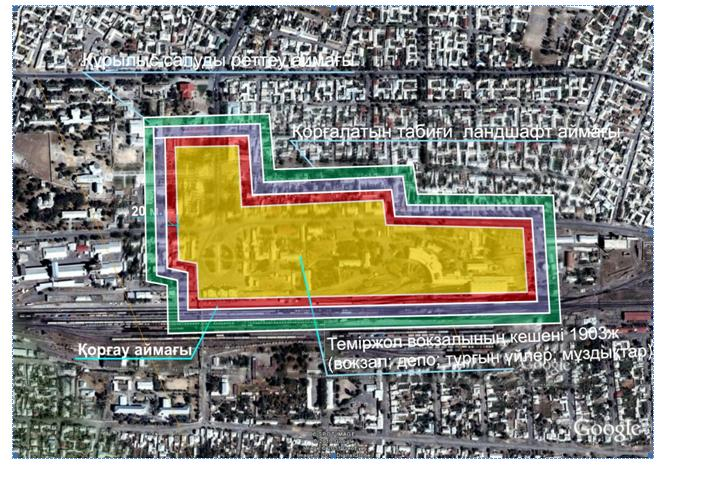 Құрылыс салуды реттеу аймағы
Қорғалатын табиғи ландшафт аймағы
20 м.
Қорғау аймағы
Теміржол вокзалының кешені 1903ж
(вокзал; депо; тұрғын үйлер, мұздықтар)
Google
Google